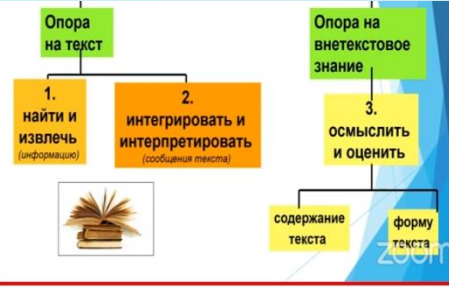 Опора
на текст
Опора на
внетекстовое
знание
1.
найти и
извлечь
(информацию)
2.
интегрировать и
интерпретировать
(сообщения текста)
3.
осмыслить
и оценить
содержание
текста
форму
текста
zoom